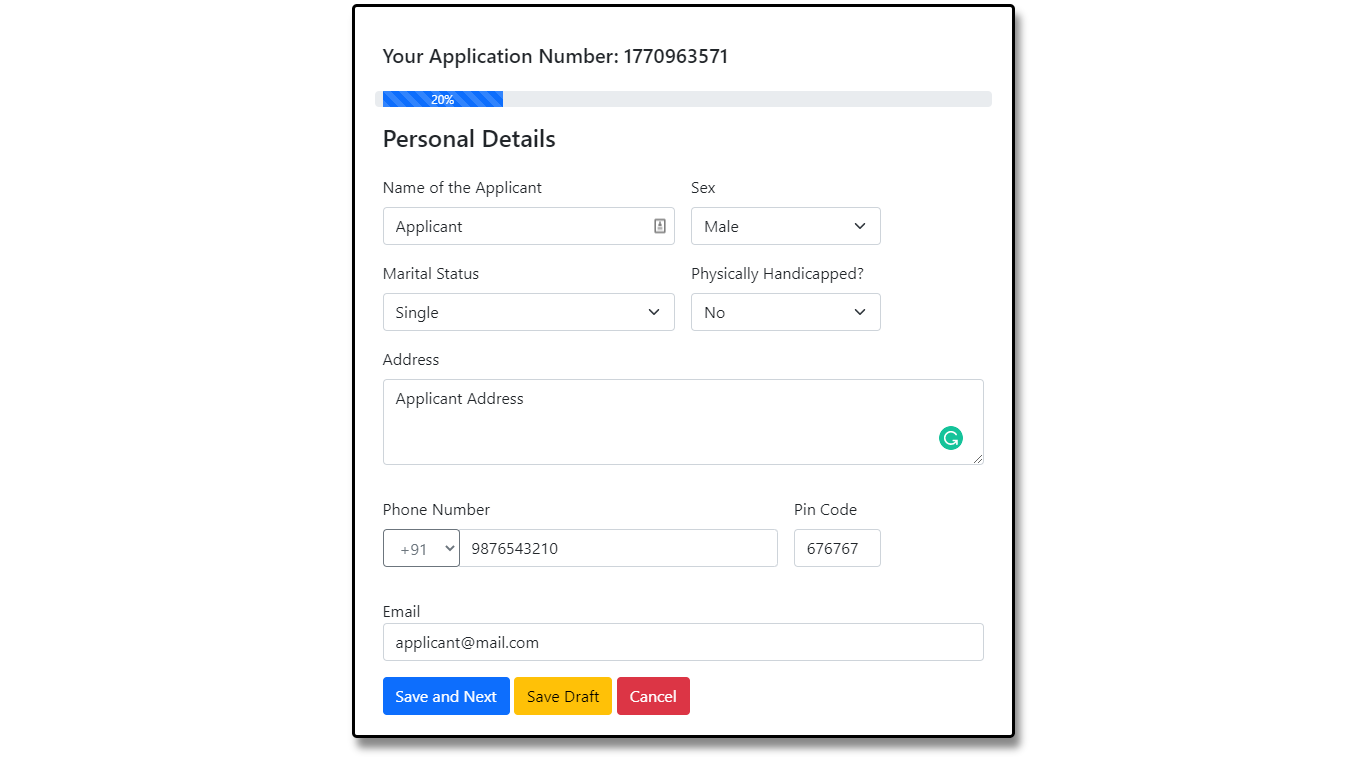 Your Application Number: 1770963571
20%
Personal Details
Name of the Applicant Sex
Applicant Male
Marital Status Physically Handicapped?
Single No
Address
Applicant Address
Phone Number Pin Code
+91 9876543210 676767
Email
applicant@mail.com
Save and Next Save Draft Cancel